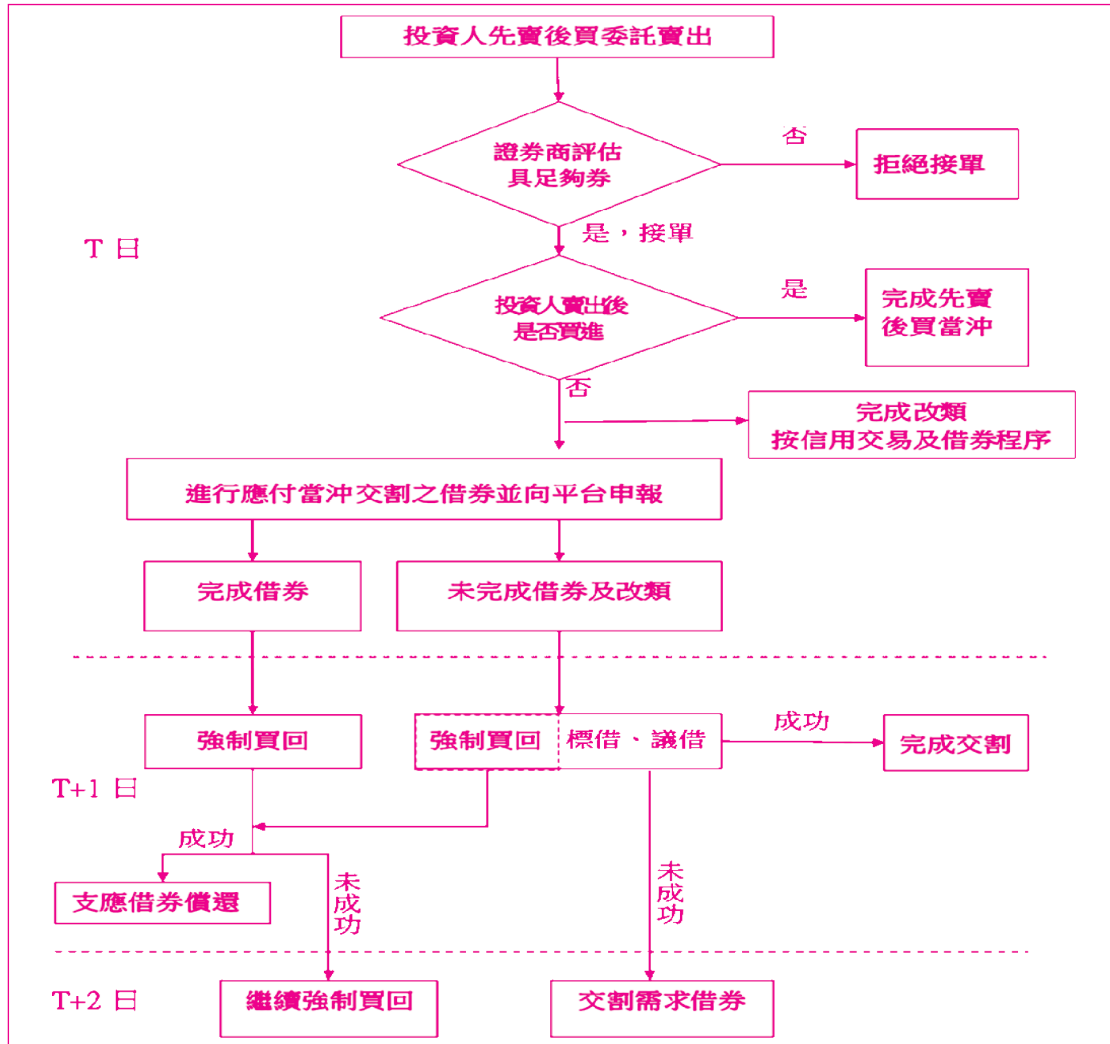 投資人先賣後買委託賣出
證券商評估
具足夠券
否
拒絕接單
是，接單
T 日
投資人賣出後
是否買進
是
完成先賣
後買當沖
否
完成改類
按信用交易及借券程序
進行應付當沖交割之借券並向平台申報
完成借券
未完成借券及改類
強制買回
強制買回
標借、議借
成功
完成交割
T+1 日
成功
支應借券償還
未成功
未成功
T+2 日
繼續強制買回
交割需求借券